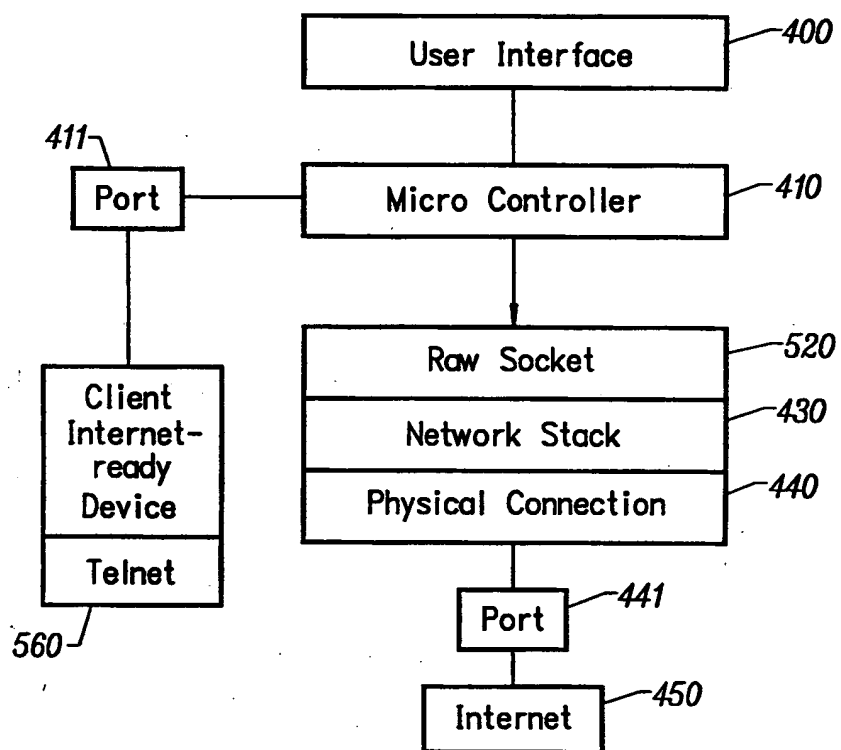 User Interface
400
411
Port
Micro Controller
410
Raw Socket
520
Client
Internet-
ready
Device
Network Stack
430
Physical Connection
440
Telnet
560
Port
441
Internet
450